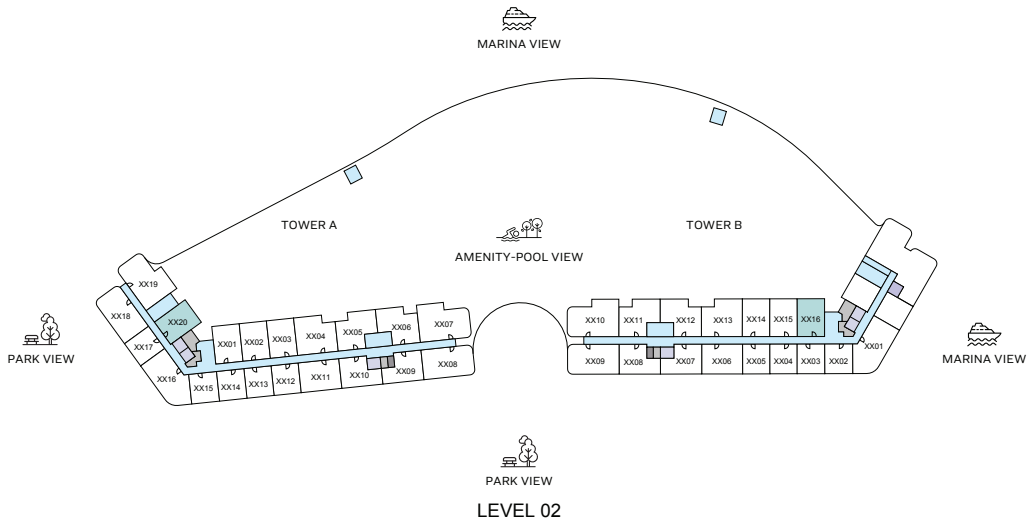 MARINA VIEW
TOWER A
TOWER B
AMENITY-POOL VIEW
XX19
XX18
XX20
XX17
XX16
XX01
XX02
XX03
XX04
XX05
XX06
XX07
XX15
XX14
XX13
XX12
XX11
XX10
XX09
XX08
XX10
XX11
XX12
XX13
XX14
XX15
XX16
XX09
XX08
XX07
XX06
XX05
XX04
XX03
XX02
XX01
PARK VIEW
MARINA VIEW
PARK VIEW
LEVEL 02